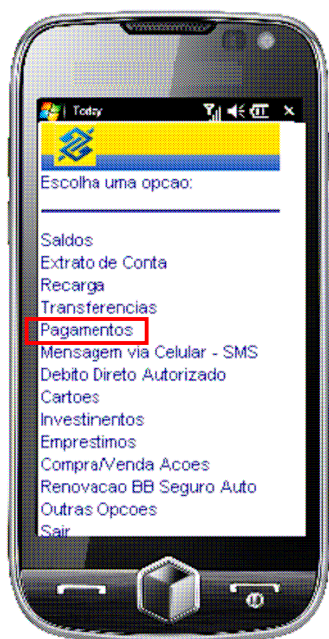 Today
Escolha uma opcao:
Saldos
Extrato de Conta
Recarga
Transferencias
Pagamentos
Mensagem via Celular - SMS
Debito Direto Autorizado
Cartoes
Investinentos
Emprestimos
Compra/Venda Acoes
Renovacao BB Seguro Auto
Outras Opcoes
Sair